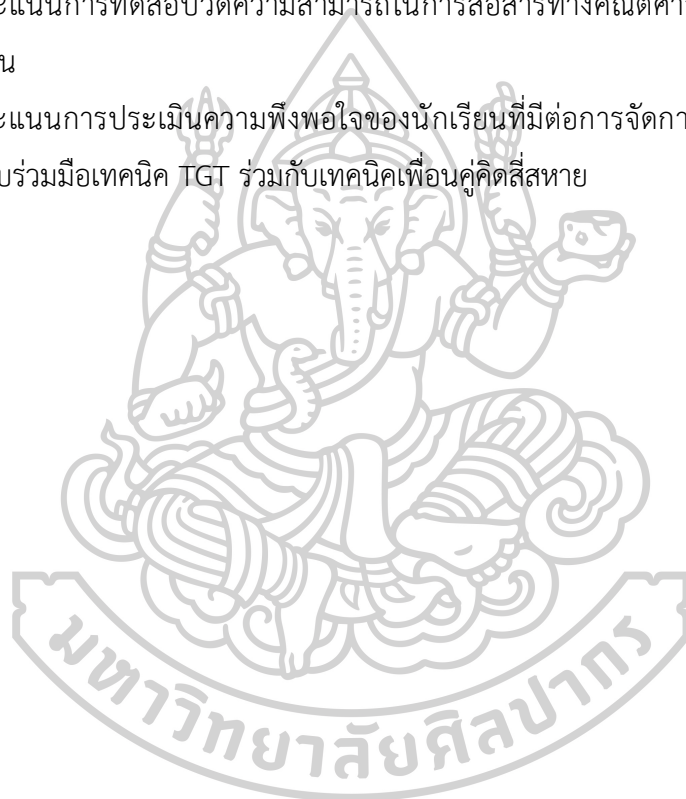 ะแนนการทดสอบวัดความสามารถในการสื่อสารทางคณิตศา
น
ะแนนการประเมินความพึงพอใจของนักเรียนที่มีต่อการจัดกา
บร่วมมือเทคนิค TGT ร่วมกับเทคนิคเพื่อนคู่คิดสี่สหาย
มหาวิทยาลัยศิลปากร